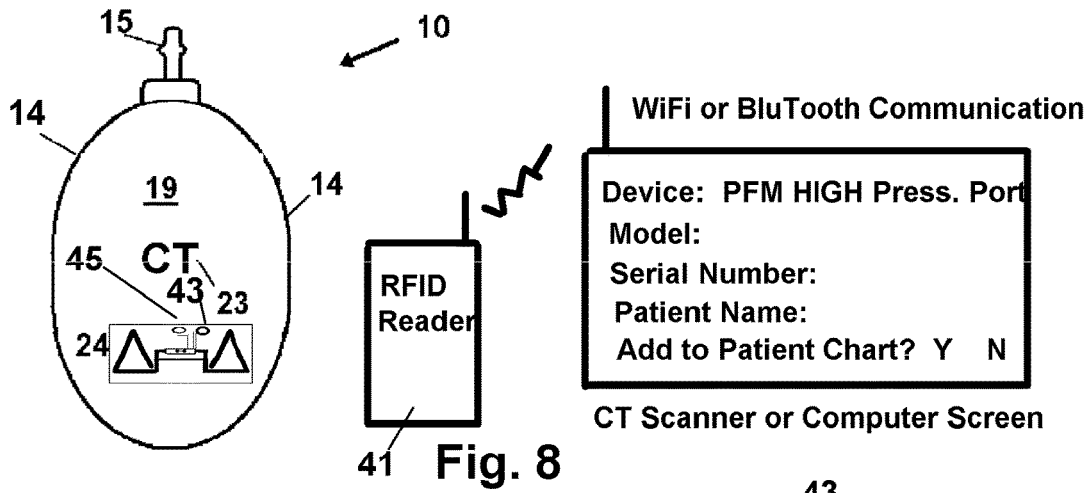 15
10
14
WiFi or BluTooth Communication
19
14
Device: PFM HIGH Press. Port
Model:
45
CT
43
23
RFID
Reader
Serial Number:
Patient Name:
24
Add to Patient Chart? Y N
CT Scanner or Computer Screen
41
Fig. 8
43